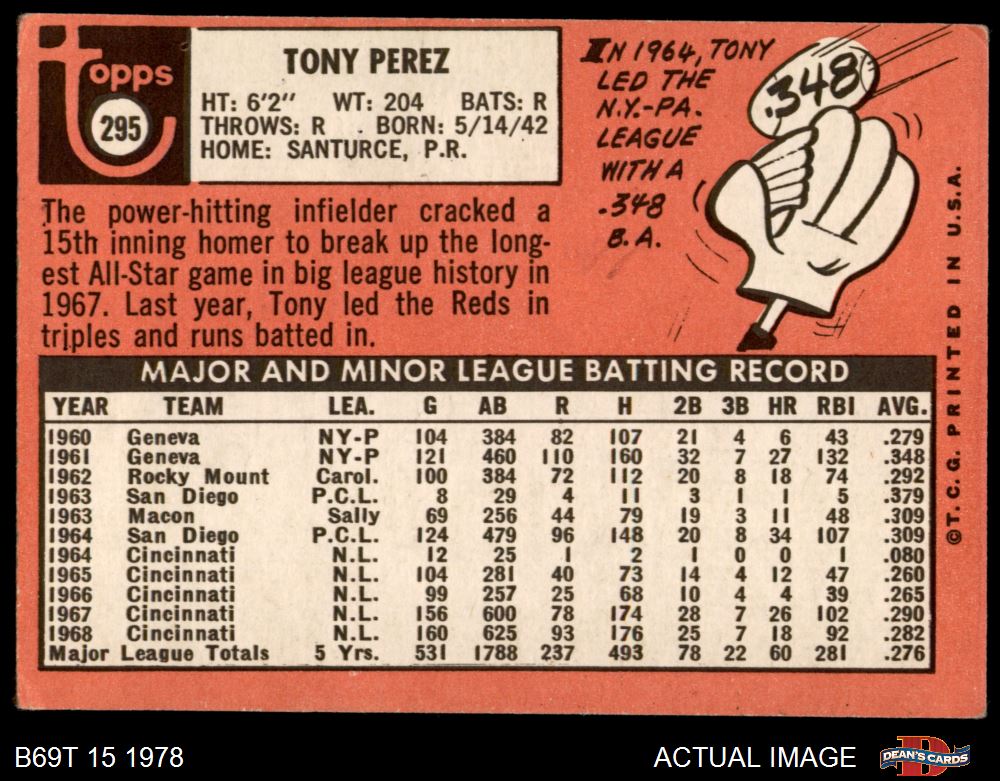 Topps
295
TONY PEREZ
HT: 6'2" WT: 204 BATS: R
THROWS: R . BORN: 5/14/42
HOME: SANTURCE, P.R.
The power-hitting infielder cracked a
15th inning homer to break up the long-
est All-Star game in big league history in
1967. Last year, Tony led the Reds in
triples and runs batted in.
IN 1964, TONY
LED THE
N.Y.-PA.
LEAGUE
WITH A
.348
B.A.
.348
MAJOR AND MINOR LEAGUE BATTING RECORD
YEAR TEAM LEA. G AB R H 2B 3B HR RBI AVG.
1960 Geneva NY-P 104 384 82 107 21 4 6 43 .279
1961 Geneva NY-P 121 460 110 160 32 7 27 132 .348
1962 Rocky Mount Carol. 100 384 72 112 20 8 18 74 .292
1963 San Diego P.C.L. 8 29 4 11 3 1 1 5 .379
1963 Macon Sally 69 256 44 79 19 3 11 48 .309
1964 San Diego P.C.L. 124 479 96 148 20 8 34 107 .309
1964 Cincinnati N.L. 12 25 1 2 1 0 0 1 .080
1965 Cincinnati N.L. 104 281 40 73 14 4 12 47 .260
1966 Cincinnati N.L. 99 257 25 68 10 4 4 39 .265
1967 Cincinnati N.L. 156 600 78 174 28 7 26 102 .290
1968 Cincinnati N.L. 160 625 93 176 25 7 18 92 .282
Major League Totals 5 Yrs. 531 1788 237 493 78 22 60 281 .276
©T.C.G. PRINTED IN U.S.A.
B69T 15 1978
ACTUAL IMAGE
DEAN'S CARDS